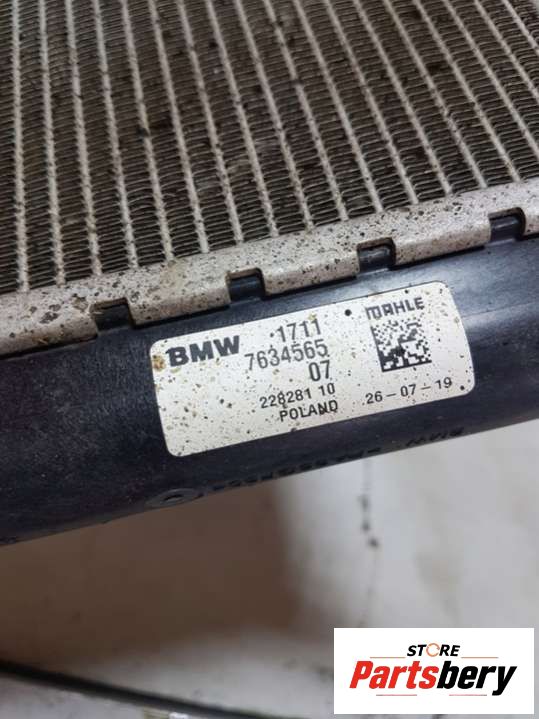 BMW 1711 MAHLE
7634565
07
228281 10 26-07-19
POLAND
STORE
Partsbery